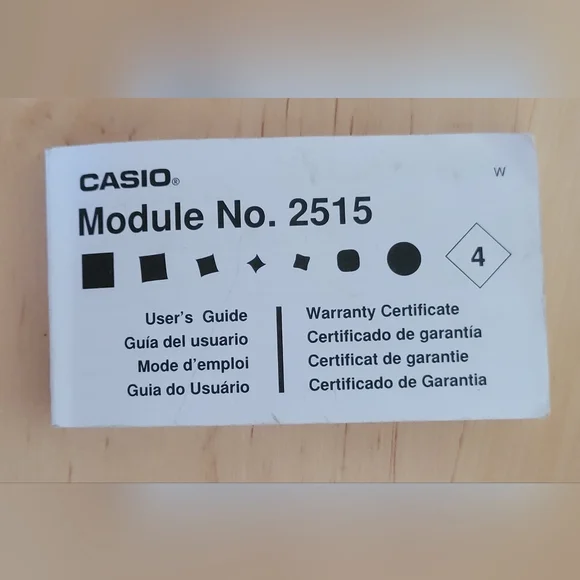 CASIO®
W
Module No. 2515
4
User's Guide
Guía del usuario
Mode d'emploi
Guia do Usuário
Warranty Certificate
Certificado de garantía
Certificat de garantie
Certificado de Garantia